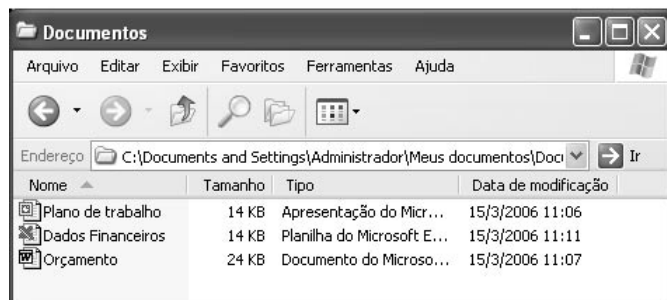 Documentos
Arquivo Editar Exibir Favoritos Ferramentas Ajuda
Endereço C:\Documents and Settings\Administrador\Meus documentos\Doc Ir
Nome Tamanho Tipo Data de modificação
Plano de trabalho 14 KB Apresentação do Micr... 15/3/2006 11:06
Dados Financeiros 14 KB Planilha do Microsoft E... 15/3/2006 11:11
Orçamento 24 KB Documento do Microso... 15/3/2006 11:07